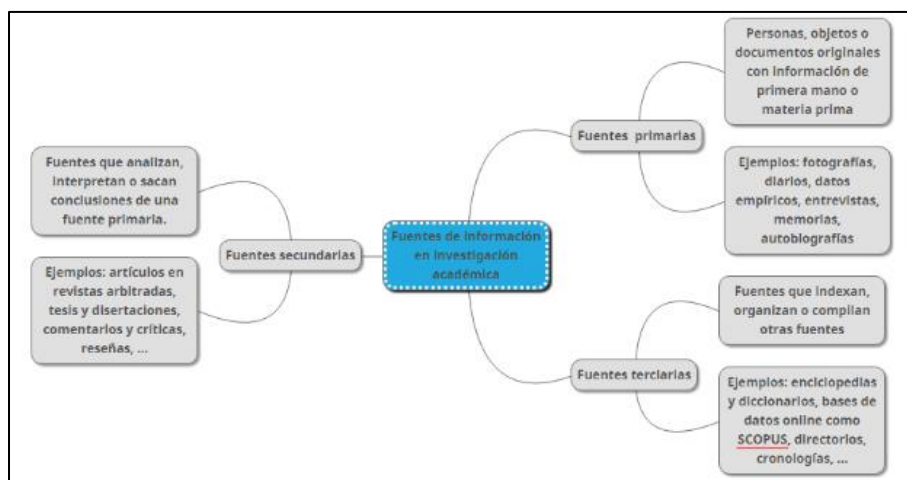 Fuentes de información
en investigación
académica
Fuentes primarias
Personas, objetos o
documentos originales
con información de
primera mano o
materia prima
Ejemplos: fotografías,
diarios, datos
empíricos, entrevistas,
memorias,
autobiografías
Fuentes secundarias
Fuentes que analizan,
interpretan o sacan
conclusiones de una
fuente primaria.
Ejemplos: artículos en
revistas arbitradas,
tesis y disertaciones,
comentarios y críticas,
reseñas, ...
Fuentes terciarias
Fuentes que indexan,
organizan o compilan
otras fuentes
Ejemplos: enciclopedias
y diccionarios, bases de
datos online como
SCOPUS, directorios,
cronologías, ...